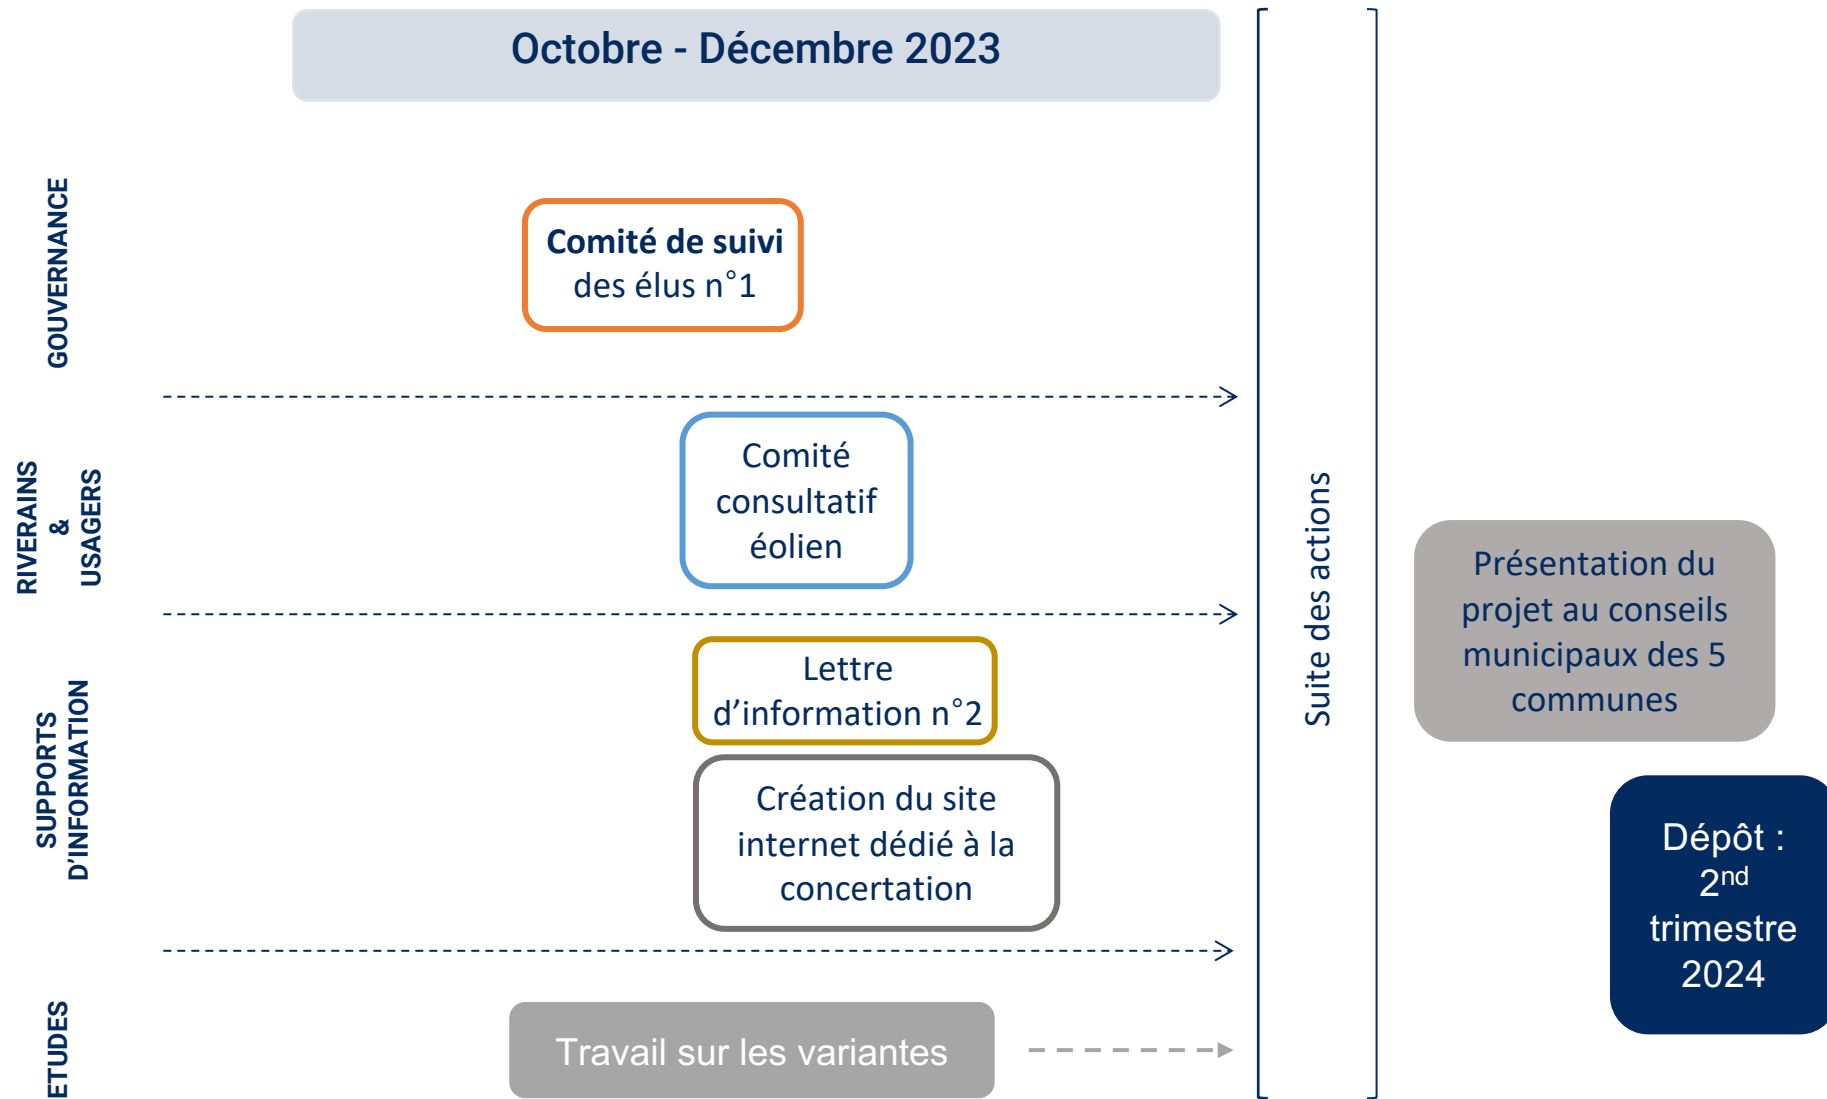 Octobre - Décembre 2023
GOUVERNANCE
Comité de suivi
des élus n°1
RIVERAINS
&
USAGERS
Comité
consultatif
éolien
SUPPORTS
D'INFORMATION
Lettre
d’information n°2
Création du site
internet dédié à la
concertation
ETUDES
Travail sur les variantes
Suite des actions
Présentation du
projet au conseils
municipaux des 5
communes
Dépôt :
2nd
trimestre
2024